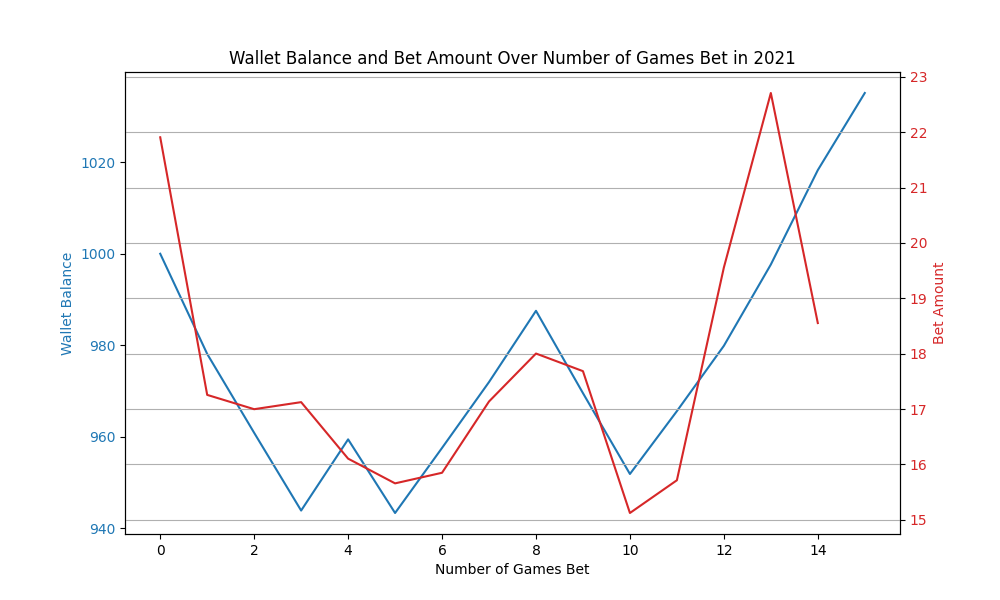 Wallet Balance and Bet Amount Over Number of Games Bet in 2021
23
22
21
20
19
18
17
16
15
Bet Amount
1020
1000
980
960
940
Wallet Balance
0 2 4 6 8 10 12 14
Number of Games Bet